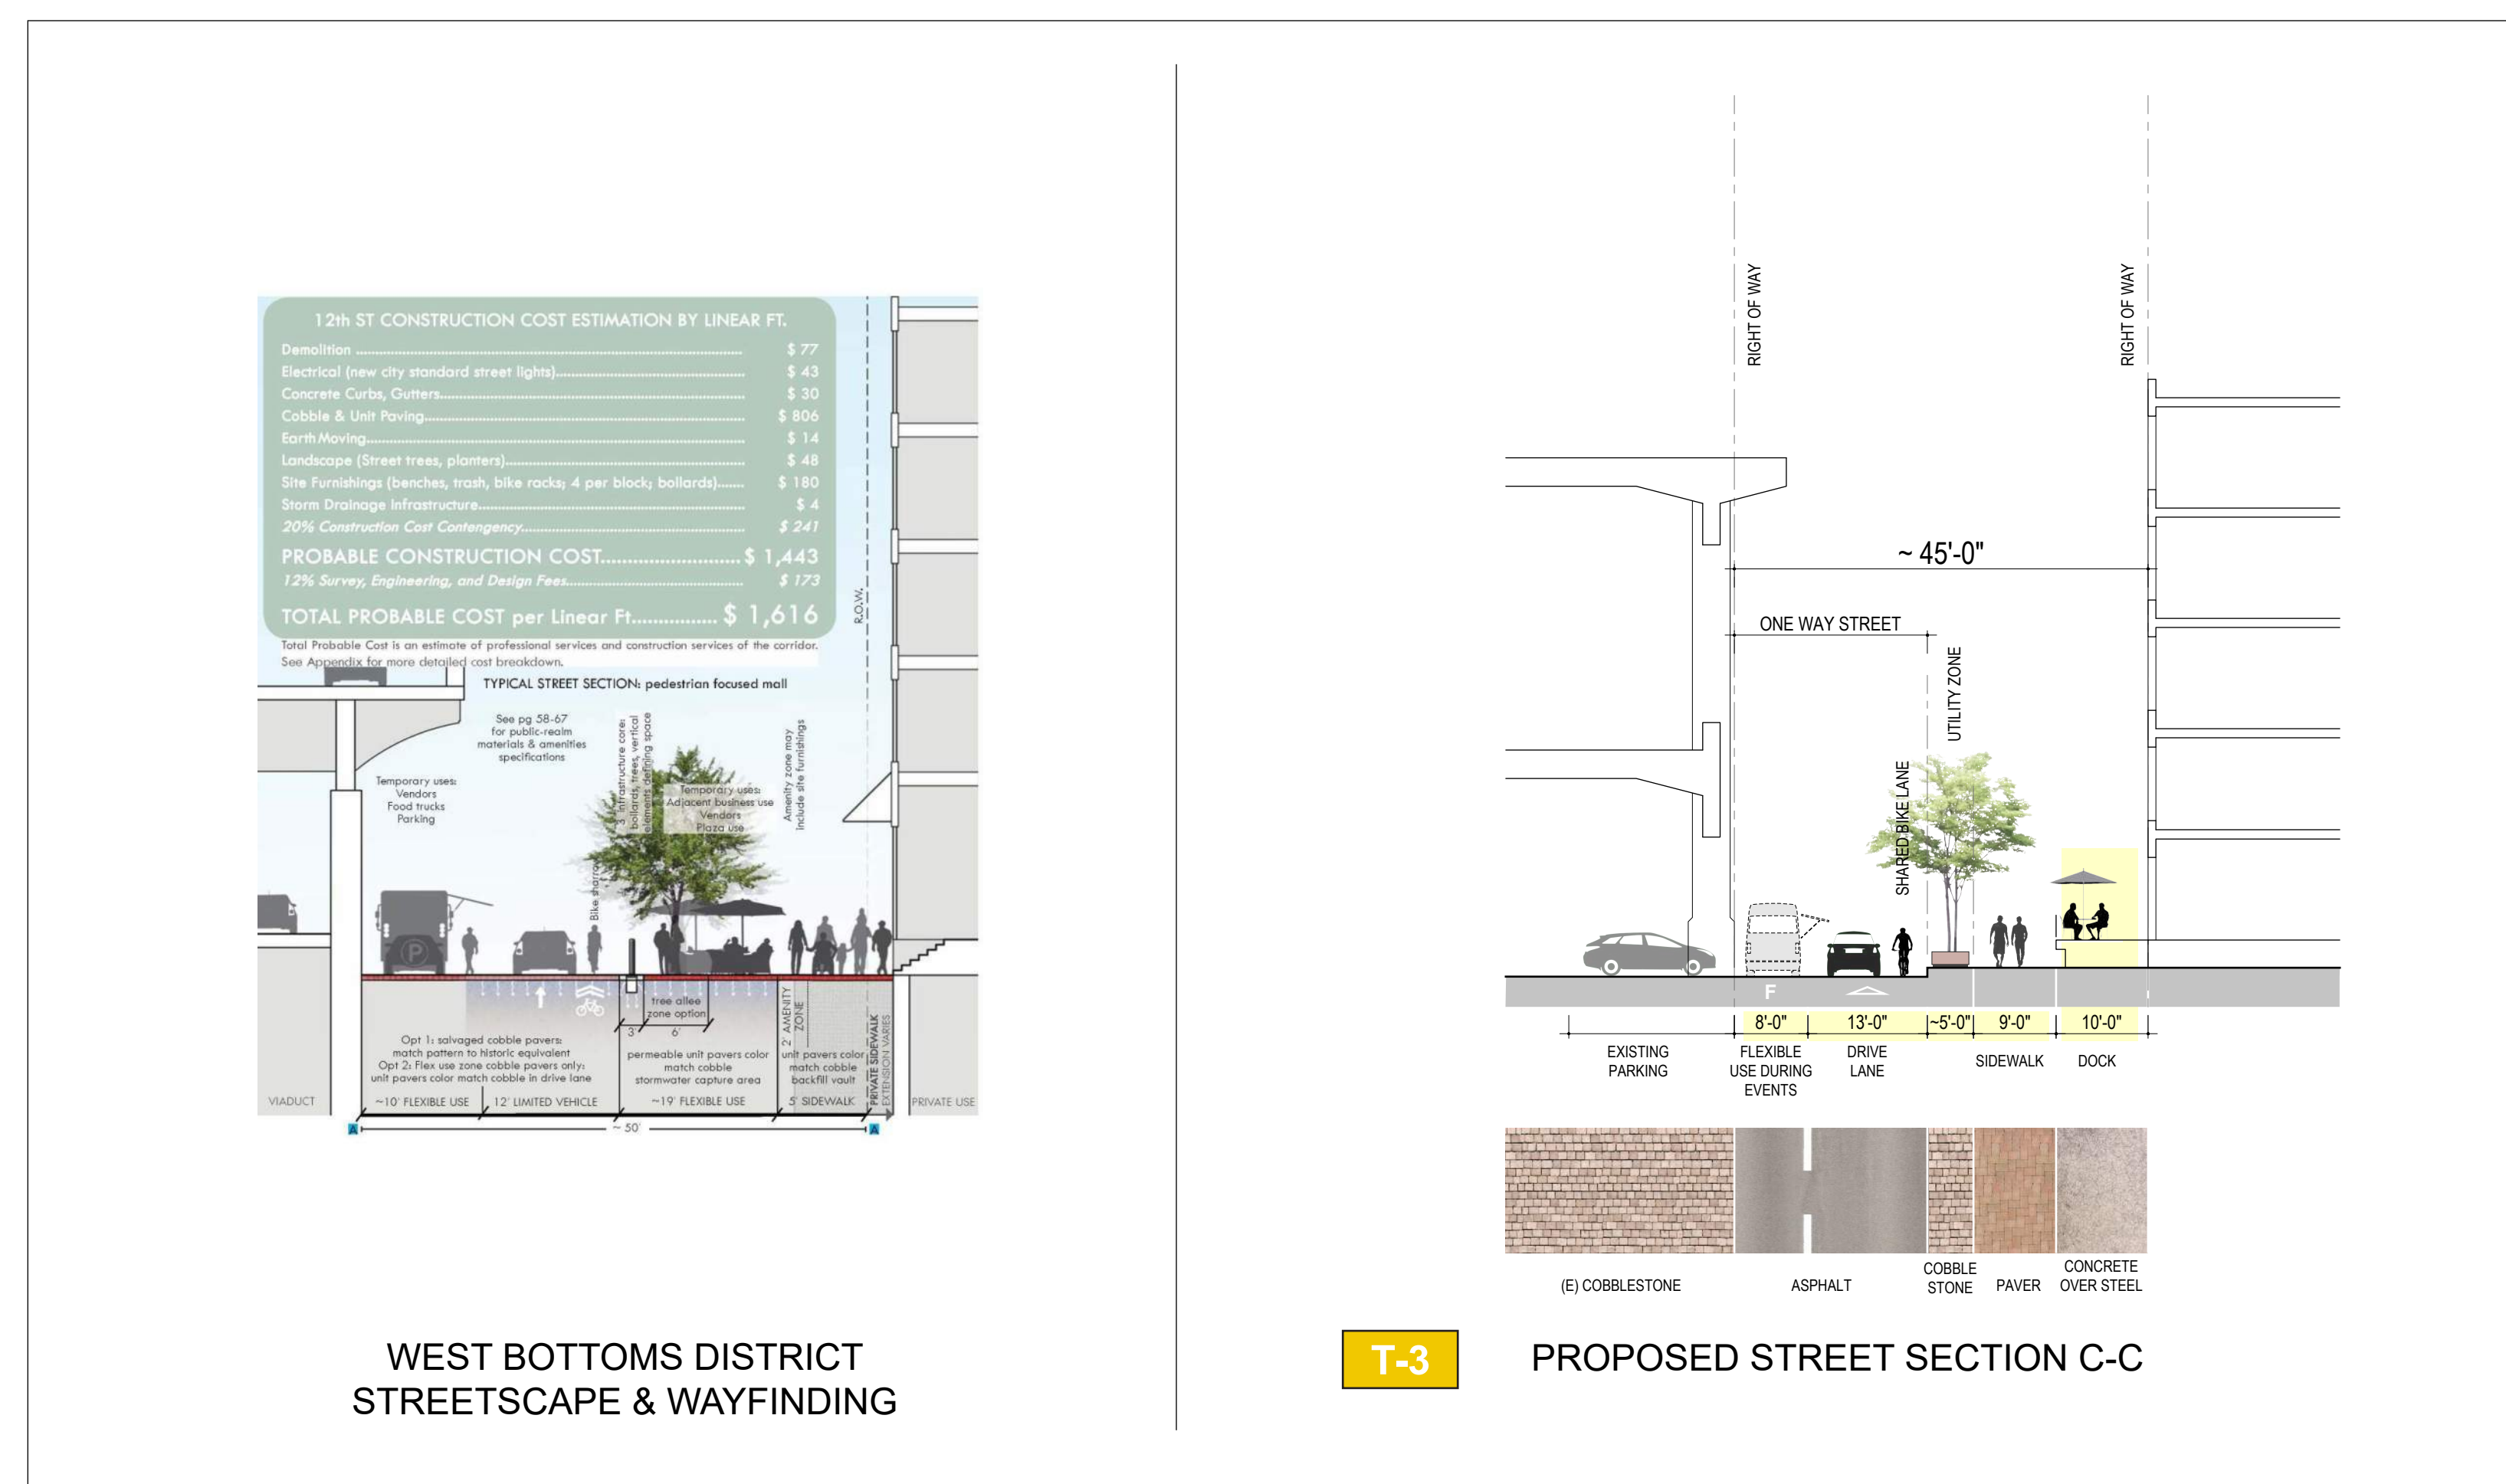 12th ST CONSTRUCTION COST ESTIMATION BY LINEAR FT.
Demolition ........ $ 77
Electrical (new city standard street lights)........ $ 43
Concrete Curbs, Gutters........ $ 30
Cobble & Unit Paving........ $ 806
Earth Moving........ $ 14
Landscape (Street trees, planters)........ $ 48
Site Furnishings (benches, trash, bike racks; 4 per block; bollards)....... $ 180
Storm Drainage Infrastructure........ $ 4
20% Construction Cost Contengency........ $ 241
PROBABLE CONSTRUCTION COST........ $ 1,443
12% Survey, Engineering, and Design Fees........ $ 173
TOTAL PROBABLE COST per Linear Ft........ $ 1,616
Total Probable Cost is an estimate of professional services and construction services of the corridor.
See Appendix for more detailed cost breakdown.
R.O.W.
TYPICAL STREET SECTION: pedestrian focused mall
See pg 58-67
for public-realm
materials & amenities
specifications
Temporary uses:
Vendors
Food trucks
Parking
3' infrastructure core:
bollards, trees, vertical
elements defining space
Temporary uses:
Adjacent business use
Vendors
Plaza use
Amenity zone may
include site furnishings
Bike sharro
P
tree allee
zone option
3'
6'
2' AMENITY
ZONE
Opt 1: salvaged cobble pavers:
match pattern to historic equivalent
Opt 2: Flex use zone cobble pavers only:
unit pavers color match cobble in drive lane
permeable unit pavers color
match cobble
stormwater capture area
unit pavers color
match cobble
backfill vault
PRIVATE SIDEWALK
EXTENSION VARIES
VIADUCT
~10' FLEXIBLE USE
12' LIMITED VEHICLE
~19' FLEXIBLE USE
5' SIDEWALK
PRIVATE USE
A
~ 50'
A
WEST BOTTOMS DISTRICT
STREETSCAPE & WAYFINDING
RIGHT OF WAY
RIGHT OF WAY
~ 45'-0"
ONE WAY STREET
UTILITY ZONE
SHARED BIKE LANE
F
8'-0"
13'-0"
~5'-0"
9'-0"
10'-0"
EXISTING
PARKING
FLEXIBLE
USE DURING
EVENTS
DRIVE
LANE
SIDEWALK
DOCK
(E) COBBLESTONE
ASPHALT
COBBLE
STONE
PAVER
CONCRETE
OVER STEEL
T-3
PROPOSED STREET SECTION C-C